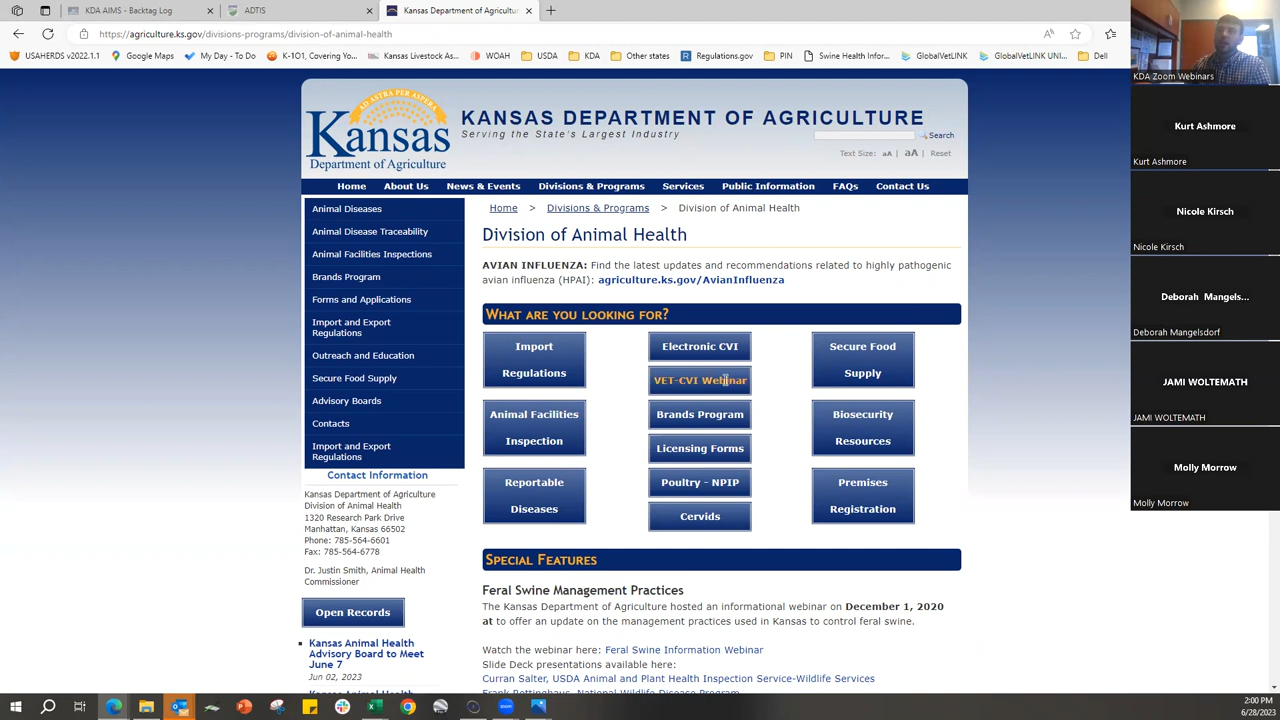 KDA AIMS - Backtag Log
ADTIS
Kansas Department of Agriculture
https://agriculture.ks.gov/divisions-programs/division-of-animal-health
USAHERDS v2022.1.1
Google Maps
My Day - To Do
K-1O1, Covering Yo...
Kansas Livestock As...
WOAH
USDA
KDA
Other states
Regulations.gov
PIN
Swine Health Infor...
GlobalVetLINK
GlobalVetLINK UNI...
Dell
AD ASTRA PER ASPERA
Kansas
Department of Agriculture
KANSAS DEPARTMENT OF AGRICULTURE
Serving the State's Largest Industry
Search
Text Size: aA | aA | Reset
Home
About Us
News & Events
Divisions & Programs
Services
Public Information
FAQs
Contact Us
Animal Diseases
Animal Disease Traceability
Animal Facilities Inspections
Brands Program
Forms and Applications
Import and Export
Regulations
Outreach and Education
Secure Food Supply
Advisory Boards
Contacts
Import and Export
Regulations
Contact Information
Kansas Department of Agriculture
Division of Animal Health
1320 Research Park Drive
Manhattan, Kansas 66502
Phone: 785-564-6601
Fax: 785-564-6778
Dr. Justin Smith, Animal Health
Commissioner
Open Records
Kansas Animal Health
Advisory Board to Meet
June 7
Jun 02, 2023
Home > Divisions & Programs > Division of Animal Health
Division of Animal Health
AVIAN INFLUENZA: Find the latest updates and recommendations related to highly pathogenic
avian influenza (HPAI): agriculture.ks.gov/AvianInfluenza
WHAT ARE YOU LOOKING FOR?
Import
Regulations
Animal Facilities
Inspection
Reportable
Diseases
Electronic CVI
VET-CVI Webinar
Brands Program
Licensing Forms
Poultry - NPIP
Cervids
Secure Food
Supply
Biosecurity
Resources
Premises
Registration
SPECIAL FEATURES
Feral Swine Management Practices
The Kansas Department of Agriculture hosted an informational webinar on December 1, 2020
at to offer an update on the management practices used in Kansas to control feral swine.
Watch the webinar here: Feral Swine Information Webinar
Slide Deck presentations available here:
Curran Salter, USDA Animal and Plant Health Inspection Service-Wildlife Services
KDA Zoom Webinars
Kurt Ashmore
Kurt Ashmore
Nicole Kirsch
Nicole Kirsch
Deborah Mangels...
Deborah Mangelsdorf
JAMI WOLTEMATH
JAMI WOLTEMATH
Molly Morrow
Molly Morrow
2:00 PM
6/28/2023